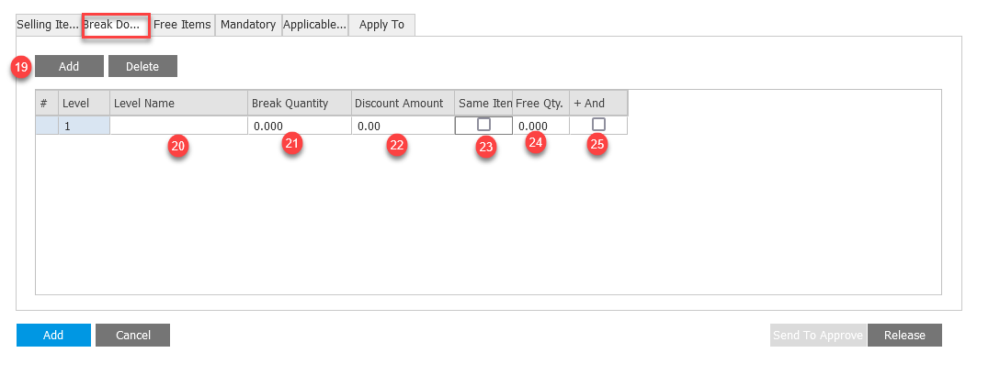 Selling Ite... Break Do... Free Items Mandatory Applicable... Apply To
19 Add Delete
# Level Level Name Break Quantity Discount Amount Same Iten Free Qty. + And
1 0.000 0.00 0.000
20 21 22 23 24 25
Add Cancel Send To Approve Release